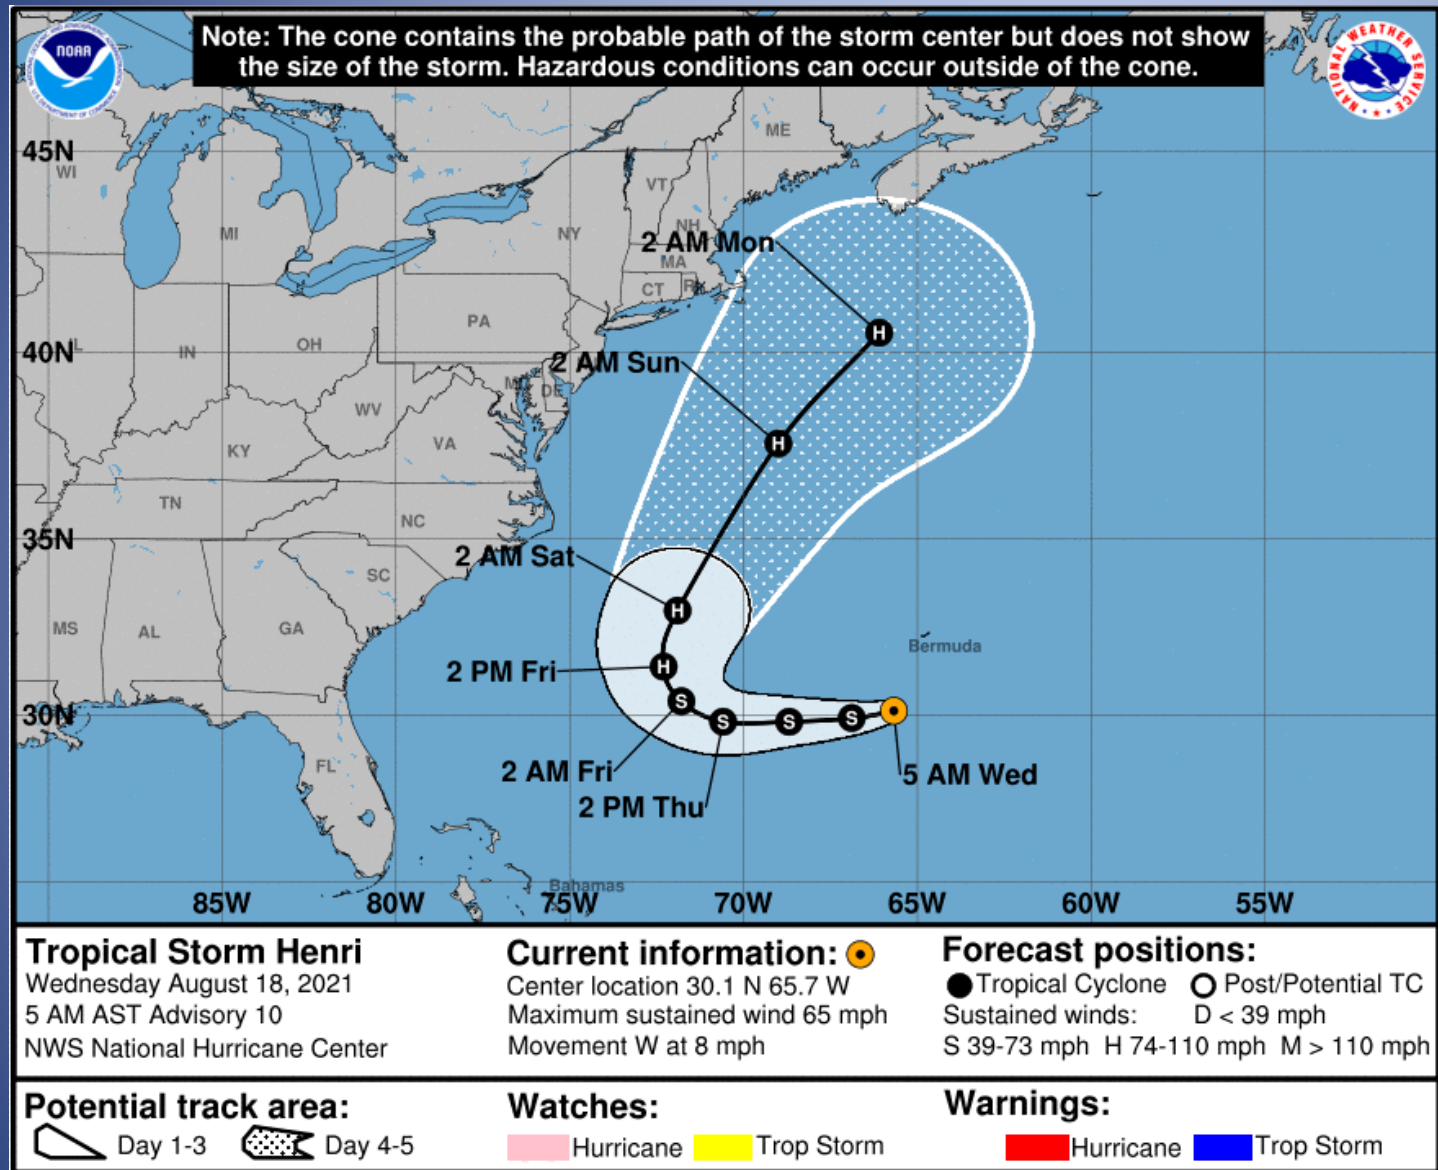 Note: The cone contains the probable path of the storm center but does not show
the size of the storm. Hazardous conditions can occur outside of the cone.
NOAA
NATIONAL WEATHER SERVICE
ME
45N
WI
VT
NH
MI
NY
2 AM Mon
MA
CT
PA
40N
IN
OH
2 AM Sun
DE
WV
KY
VA
TN
NC
35N
2 AM Sat
SC
MS
AL
GA
Bermuda
2 PM Fri
30N
FL
2 AM Fri
5 AM Wed
2 PM Thu
Bahamas
85W 80W 75W 70W 65W 60W 55W
H
H
H
H
S
S
S
S
Tropical Storm Henri
Wednesday August 18, 2021
5 AM AST Advisory 10
NWS National Hurricane Center
Current information:
Center location 30.1 N 65.7 W
Maximum sustained wind 65 mph
Movement W at 8 mph
Forecast positions:
Tropical Cyclone Post/Potential TC
Sustained winds: D < 39 mph
S 39-73 mph H 74-110 mph M > 110 mph
Potential track area:
Day 1-3 Day 4-5
Watches:
Hurricane Trop Storm
Warnings:
Hurricane Trop Storm